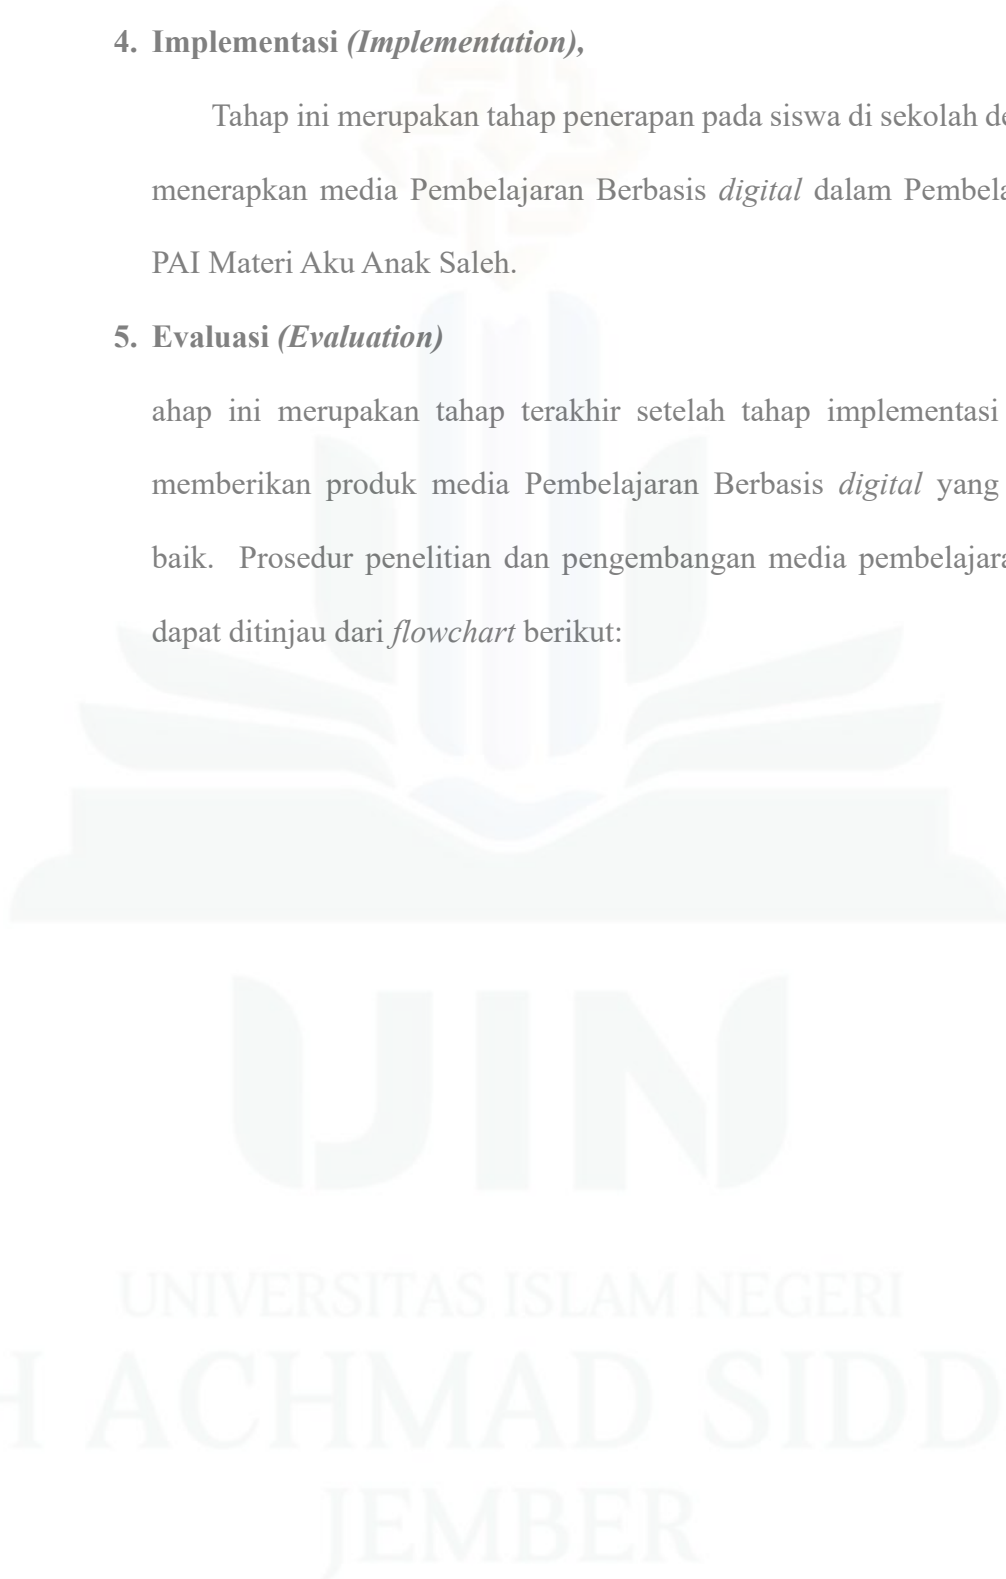 4. Implementasi (Implementation),
Tahap ini merupakan tahap penerapan pada siswa di sekolah de
menerapkan media Pembelajaran Berbasis digital dalam Pembela
PAI Materi Aku Anak Saleh.
5. Evaluasi (Evaluation)
ahap ini merupakan tahap terakhir setelah tahap implementasi
memberikan produk media Pembelajaran Berbasis digital yang
baik. Prosedur penelitian dan pengembangan media pembelajara
dapat ditinjau dari flowchart berikut:
UIN
UNIVERSITAS ISLAM NEGERI
H ACHMAD SIDD
JEMBER